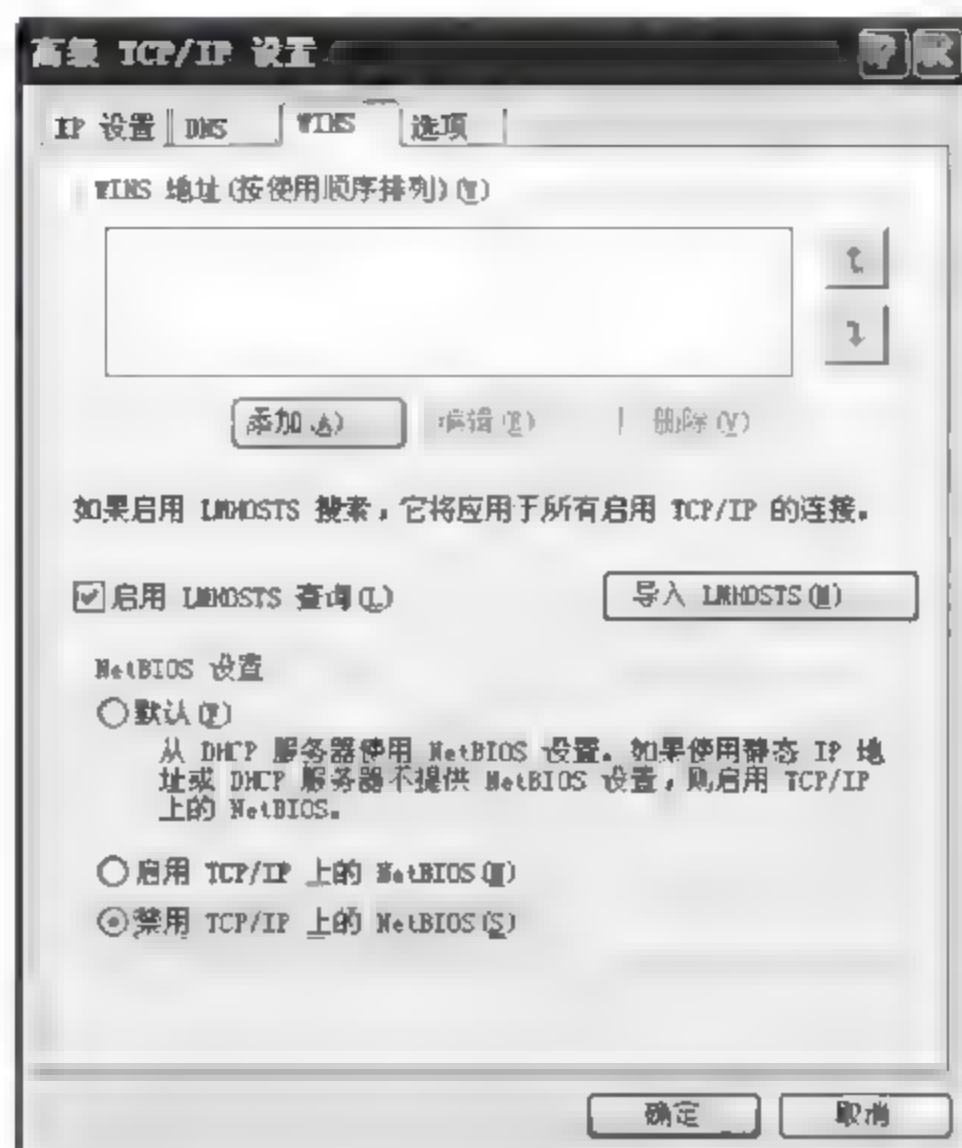 高级 TCP/IP 设置
IP 设置 DNS WINS 选项
WINS 地址(按使用顺序排列)(W)
添加(A) 编辑(E) 删除(V)
如果启用 LMHOSTS 搜索，它将应用于所有启用 TCP/IP 的连接。
启用 LMHOSTS 查询(L) 导入 LMHOSTS(M)
NetBIOS 设置
默认(F)
从 DHCP 服务器使用 NetBIOS 设置。如果使用静态 IP 地
址或 DHCP 服务器不提供 NetBIOS 设置，则启用 TCP/IP
上的 NetBIOS。
启用 TCP/IP 上的 NetBIOS(N)
禁用 TCP/IP 上的 NetBIOS(S)
确定 取消